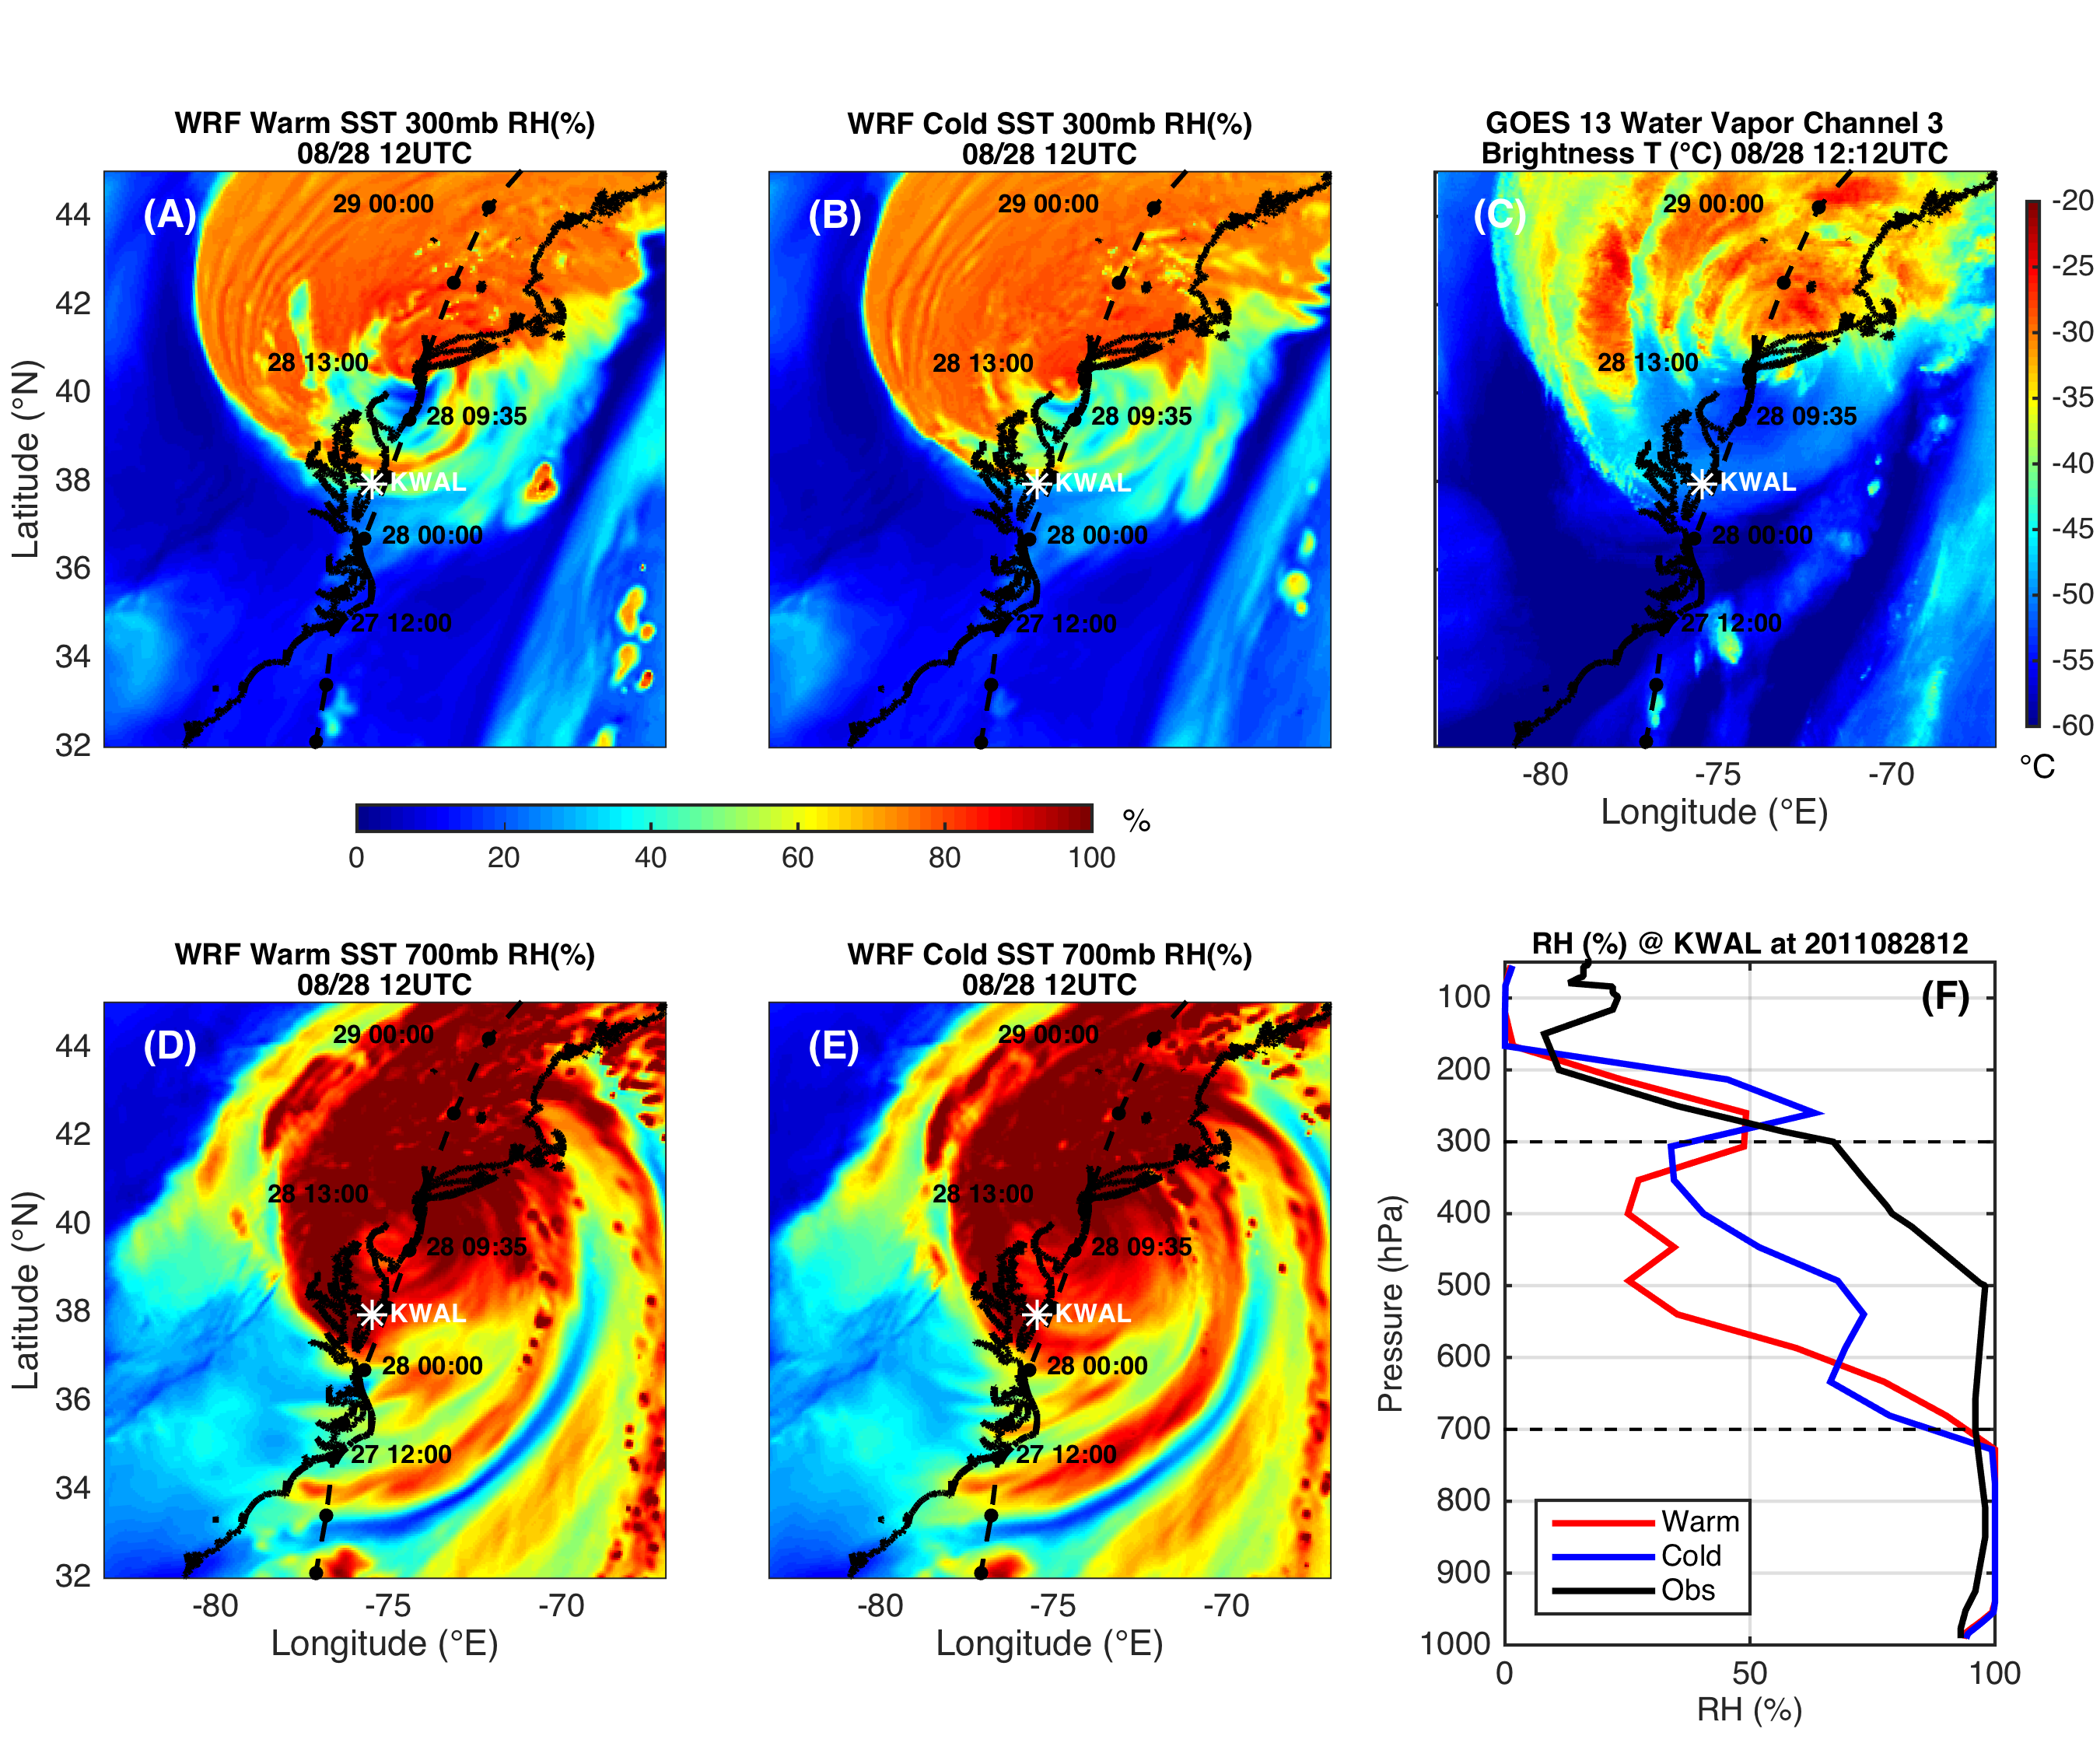 WRF Warm SST 300mb RH(%)
08/28 12UTC
WRF Cold SST 300mb RH(%)
08/28 12UTC
GOES 13 Water Vapor Channel 3
Brightness T (°C) 08/28 12:12UTC
(A)
29 00:00
28 13:00
28 09:35
KWAL
28 00:00
27 12:00
44
42
40
38
36
34
32
Latitude (°N)
(B)
29 00:00
28 13:00
28 09:35
KWAL
28 00:00
27 12:00
(C)
29 00:00
28 13:00
28 09:35
KWAL
28 00:00
27 12:00
-80
-75
-70
Longitude (°E)
-20
-25
-30
-35
-40
-45
-50
-55
-60
°C
0
20
40
60
80
100
%
WRF Warm SST 700mb RH(%)
08/28 12UTC
WRF Cold SST 700mb RH(%)
08/28 12UTC
RH (%) @ KWAL at 2011082812
(D)
29 00:00
28 13:00
28 09:35
KWAL
28 00:00
27 12:00
44
42
40
38
36
34
32
Latitude (°N)
-80
-75
-70
Longitude (°E)
(E)
29 00:00
28 13:00
28 09:35
KWAL
28 00:00
27 12:00
-80
-75
-70
Longitude (°E)
(F)
100
200
300
400
500
600
700
800
900
1000
Pressure (hPa)
Warm
Cold
Obs
0
50
100
RH (%)